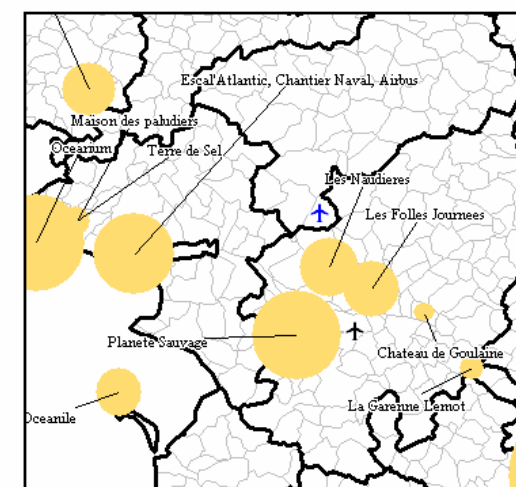 Escal'Atlantic, Chantier Naval, Airbus
Maison des paludiers
Ocearium
Terre de Sel
Les Naudieres
Les Folles Journees
Planete Sauvage
Chateau de Goulaine
La Garenne Lemot
Oceanile